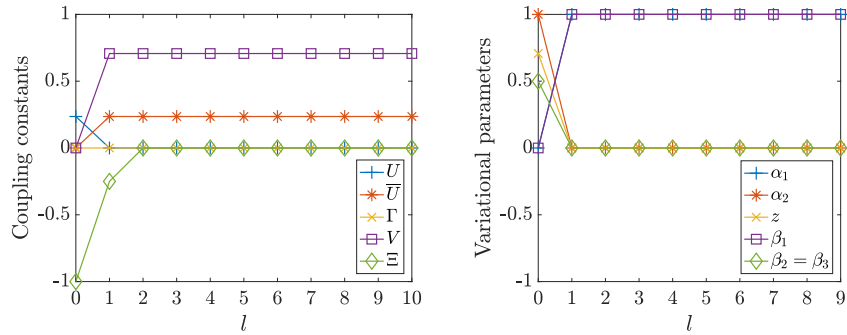 Coupling constants
1
0.5
0
-0.5
-1
0 1 2 3 4 5 6 7 8 9 10
l
U
U̅
Γ
V
Ξ
Variational parameters
1
0.5
0
-0.5
-1
0 1 2 3 4 5 6 7 8 9
l
α₁
α₂
z
β₁
β₂ = β₃